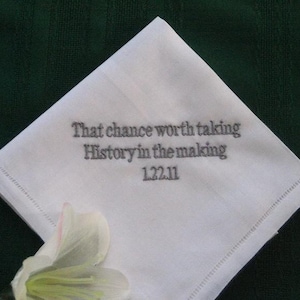 That chance worth taking
History in the making
1.22.11